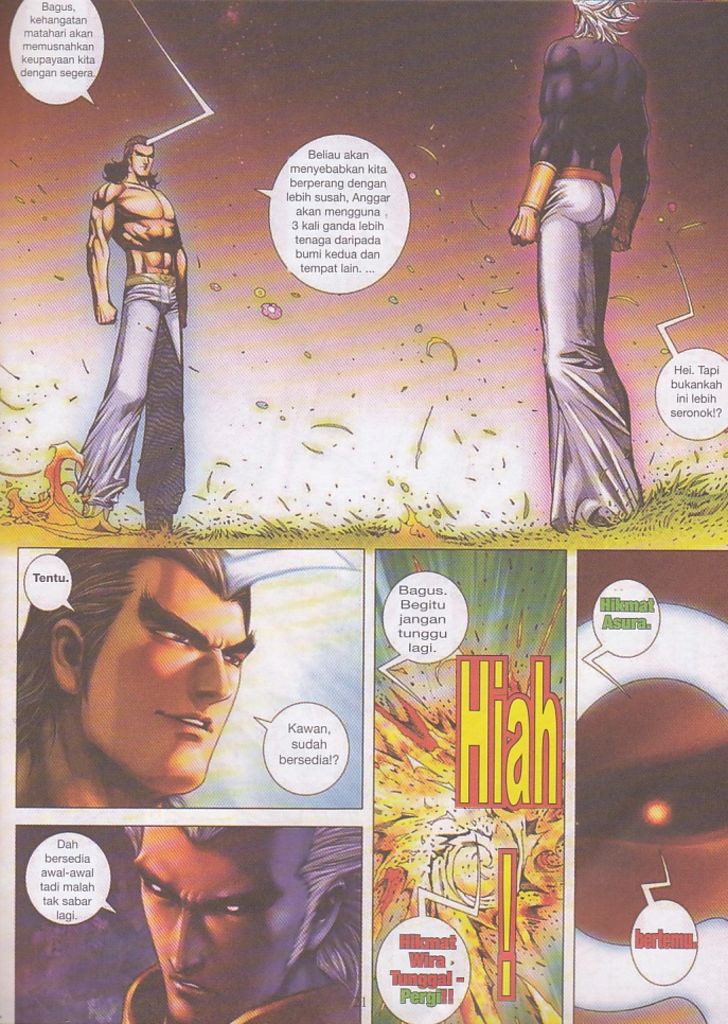 Bagus,
kehangatan
matahari akan
memusnahkan
keupayaan kita
dengan segera.
Beliau akan
menyebabkan kita
berperang dengan
lebih susah, Anggar
akan mengguna
3 kali ganda lebih
tenaga daripada
bumi kedua dan
tempat lain. ...
Hei. Tapi
bukankah
ini lebih
seronok!?
Tentu.
Kawan,
sudah
bersedia!?
Dah
bersedia
awal-awal
tadi malah
tak sabar
lagi.
Bagus.
Begitu
jangan
tunggu
lagi.
Hiah
!
Hikmat
Wira
Tunggal –
Pergi!!
Hikmat
Asura.
bertemu.